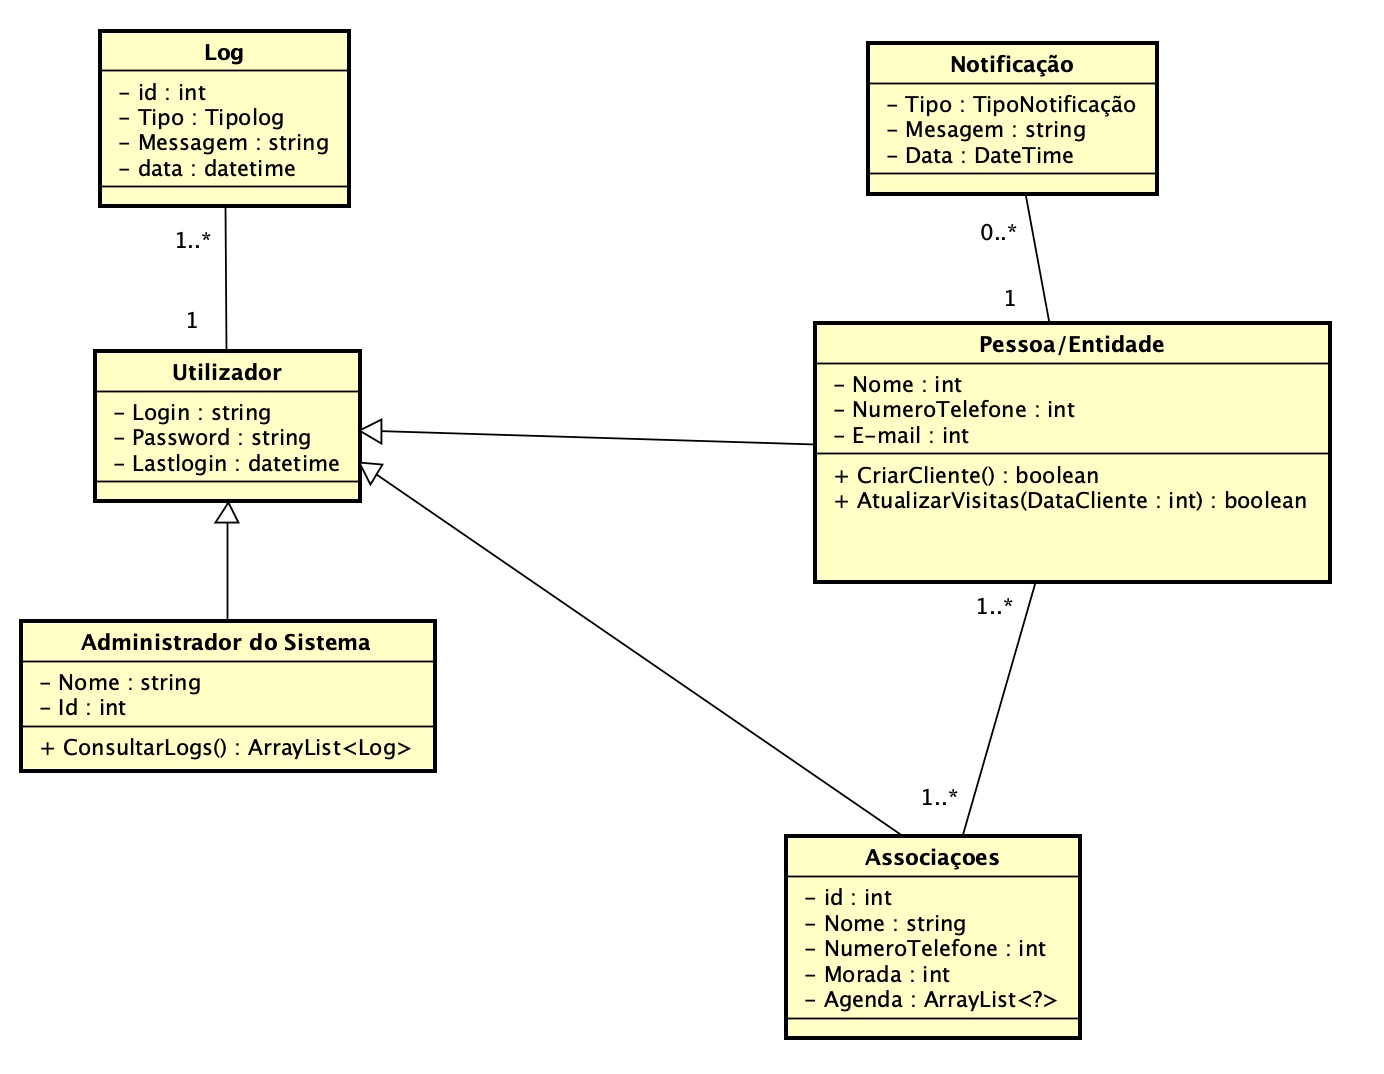 Log
- id : int
- Tipo : Tipolog
- Messagem : string
- data : datetime
1..*
1
Utilizador
- Login : string
- Password : string
- Lastlogin : datetime
Administrador do Sistema
- Nome : string
- Id : int
+ ConsultarLogs() : ArrayList<Log>
Notificação
- Tipo : TipoNotificação
- Mesagem : string
- Data : DateTime
0..*
1
Pessoa/Entidade
- Nome : int
- NumeroTelefone : int
- E-mail : int
+ CriarCliente() : boolean
+ AtualizarVisitas(DataCliente : int) : boolean
1..*
1..*
Associaçoes
- id : int
- Nome : string
- NumeroTelefone : int
- Morada : int
- Agenda : ArrayList<?>